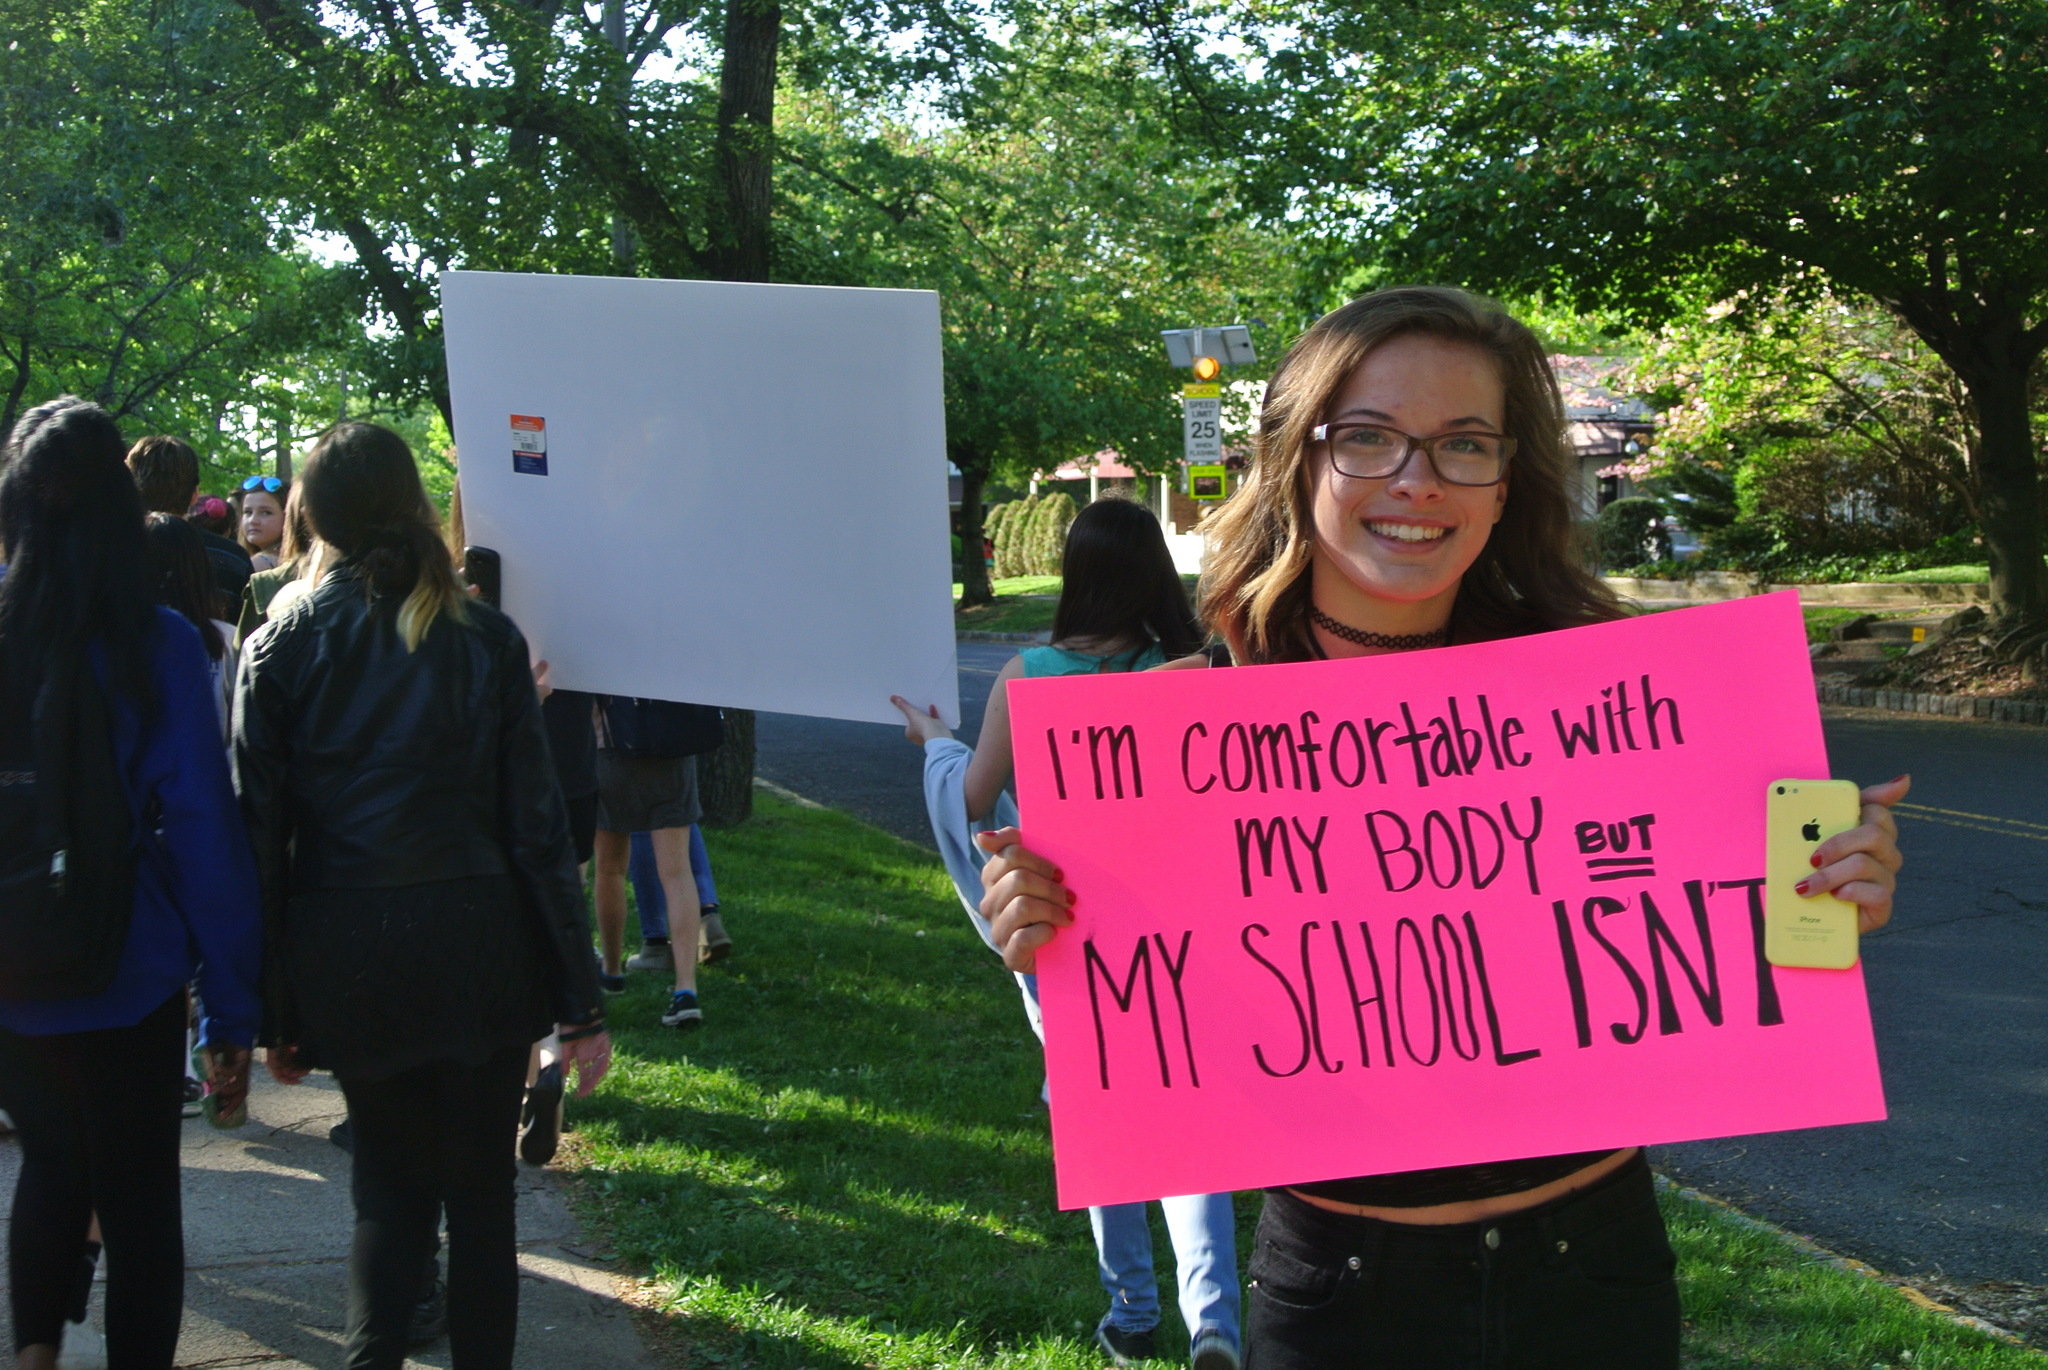 SCHOOL
SPEED
LIMIT
25
WHEN
FLASHING
I'm comfortable with
MY BODY BUT
MY SCHOOL ISN'T
iPhone